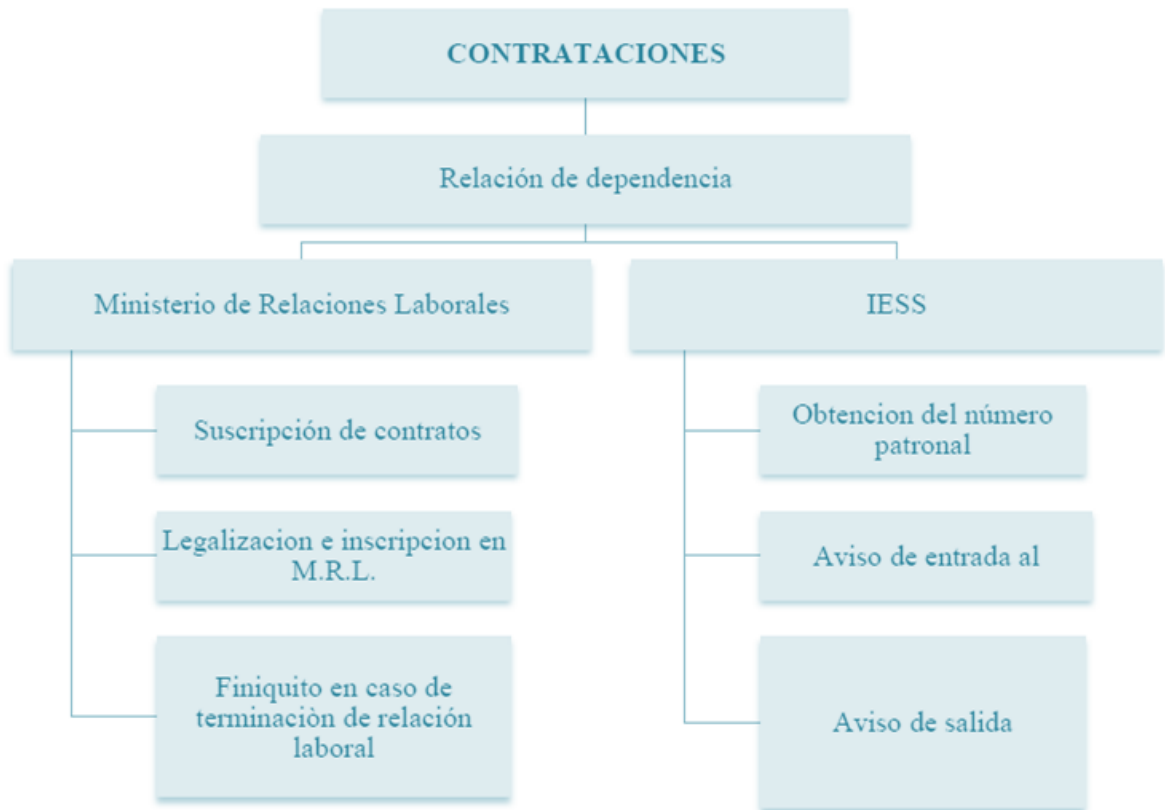 CONTRATACIONES
Relación de dependencia
Ministerio de Relaciones Laborales
Suscripción de contratos
Legalizacion e inscripcion en
M.R.L.
Finiquito en caso de
terminaciòn de relación
laboral
IESS
Obtencion del número
patronal
Aviso de entrada al
Aviso de salida